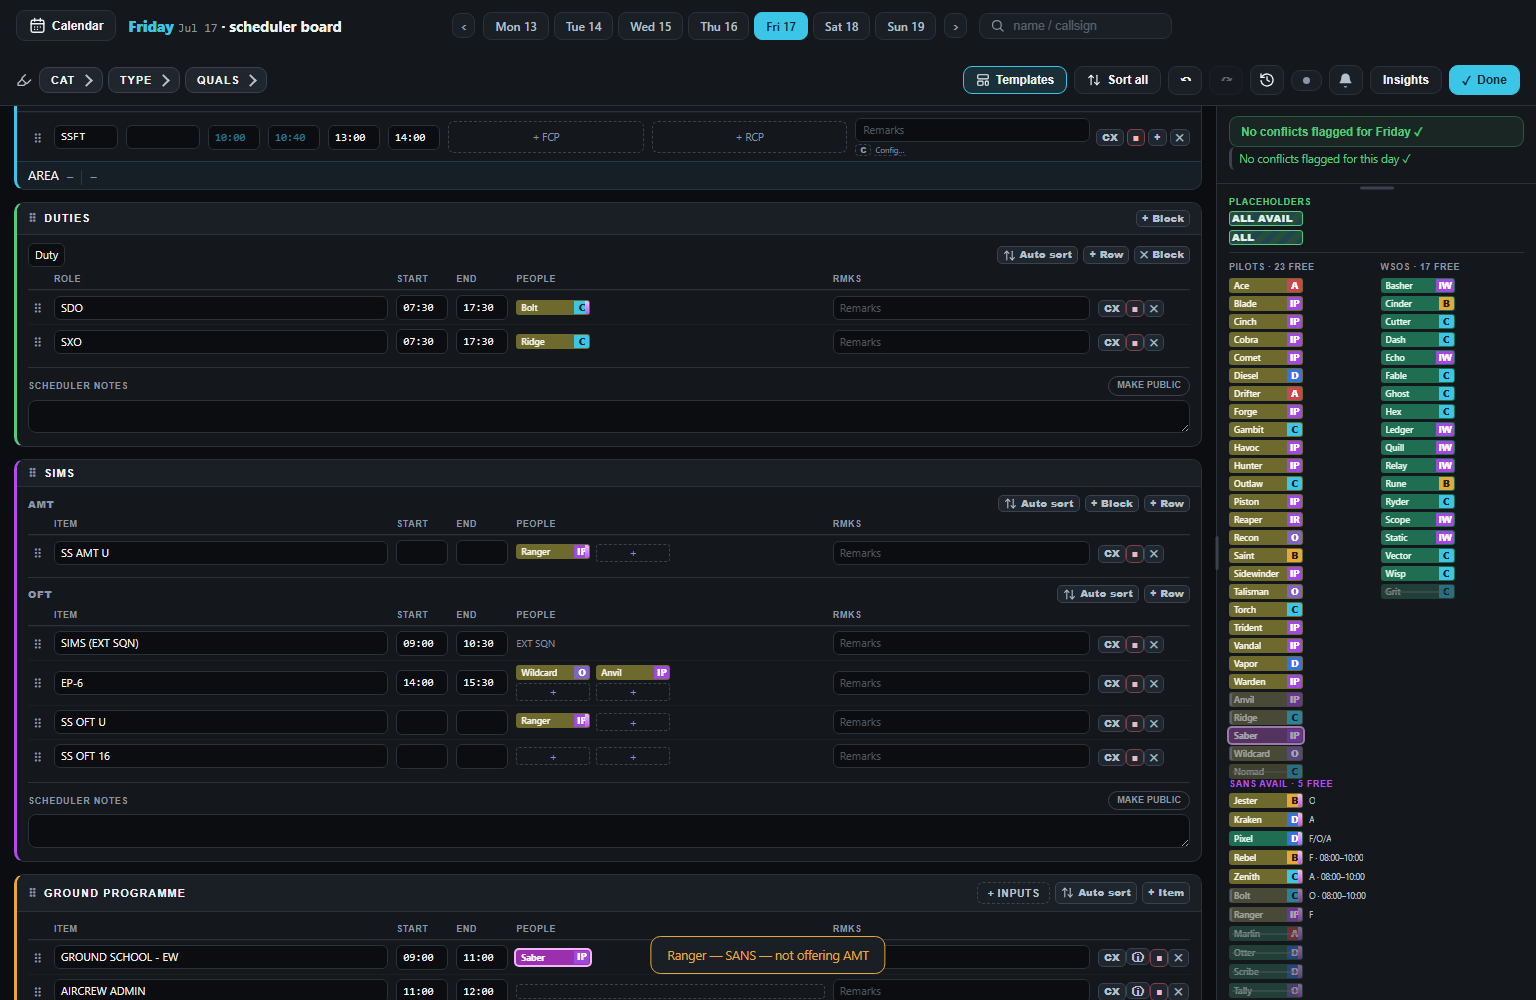 Calendar
Friday Jul 17 · scheduler board
‹ Mon 13 Tue 14 Wed 15 Thu 16 Fri 17 Sat 18 Sun 19 ›
name / callsign
CAT TYPE QUALS
Templates Sort all Insights ✓ Done
SSFT 10:00 10:40 13:00 14:00 + FCP + RCP Remarks CX + ✕
C Config...
AREA – –
DUTIES + Block
Duty Auto sort + Row ✕ Block
ROLE START END PEOPLE RMKS
SDO 07:30 17:30 Bolt C Remarks CX ✕
SXO 07:30 17:30 Ridge C Remarks CX ✕
SCHEDULER NOTES MAKE PUBLIC
SIMS
AMT Auto sort + Block + Row
ITEM START END PEOPLE RMKS
SS AMT U Ranger IP + Remarks CX ✕
OFT Auto sort + Row
ITEM START END PEOPLE RMKS
SIMS (EXT SQN) 09:00 10:30 EXT SQN Remarks CX ✕
EP-6 14:00 15:30 Wildcard O Anvil IP + + Remarks CX ✕
SS OFT U Ranger IP + Remarks CX ✕
SS OFT 16 + + Remarks CX ✕
SCHEDULER NOTES MAKE PUBLIC
GROUND PROGRAMME + INPUTS Auto sort + Item
ITEM START END PEOPLE RMKS
GROUND SCHOOL - EW 09:00 11:00 Saber IP CX ✕
Ranger — SANS — not offering AMT
AIRCREW ADMIN 11:00 12:00 Remarks CX ✕
No conflicts flagged for Friday ✓
No conflicts flagged for this day ✓
PLACEHOLDERS
ALL AVAIL
ALL
PILOTS · 23 FREE
Ace A
Blade IP
Cinch IP
Cobra IP
Comet IP
Diesel D
Drifter A
Forge IP
Gambit C
Havoc IP
Hunter IP
Outlaw C
Piston IP
Reaper IR
Recon O
Saint B
Sidewinder IP
Talisman O
Torch C
Trident IP
Vandal IP
Vapor D
Warden IP
Anvil IP
Ridge C
Saber IP
Wildcard O
Nomad C
WSOS · 17 FREE
Basher IW
Cinder B
Cutter C
Dash C
Echo IW
Fable C
Ghost C
Hex C
Ledger IW
Quill IW
Relay IW
Rune B
Ryder C
Scope IW
Static IW
Vector C
Wisp C
Grit C
SANS AVAIL · 5 FREE
Jester B O
Kraken D A
Pixel D F/O/A
Rebel B F · 08:00–10:00
Zenith C A · 08:00–10:00
Bolt C O · 08:00–10:00
Ranger IP F
Marlin A
Otter D
Scribe D
Tally O